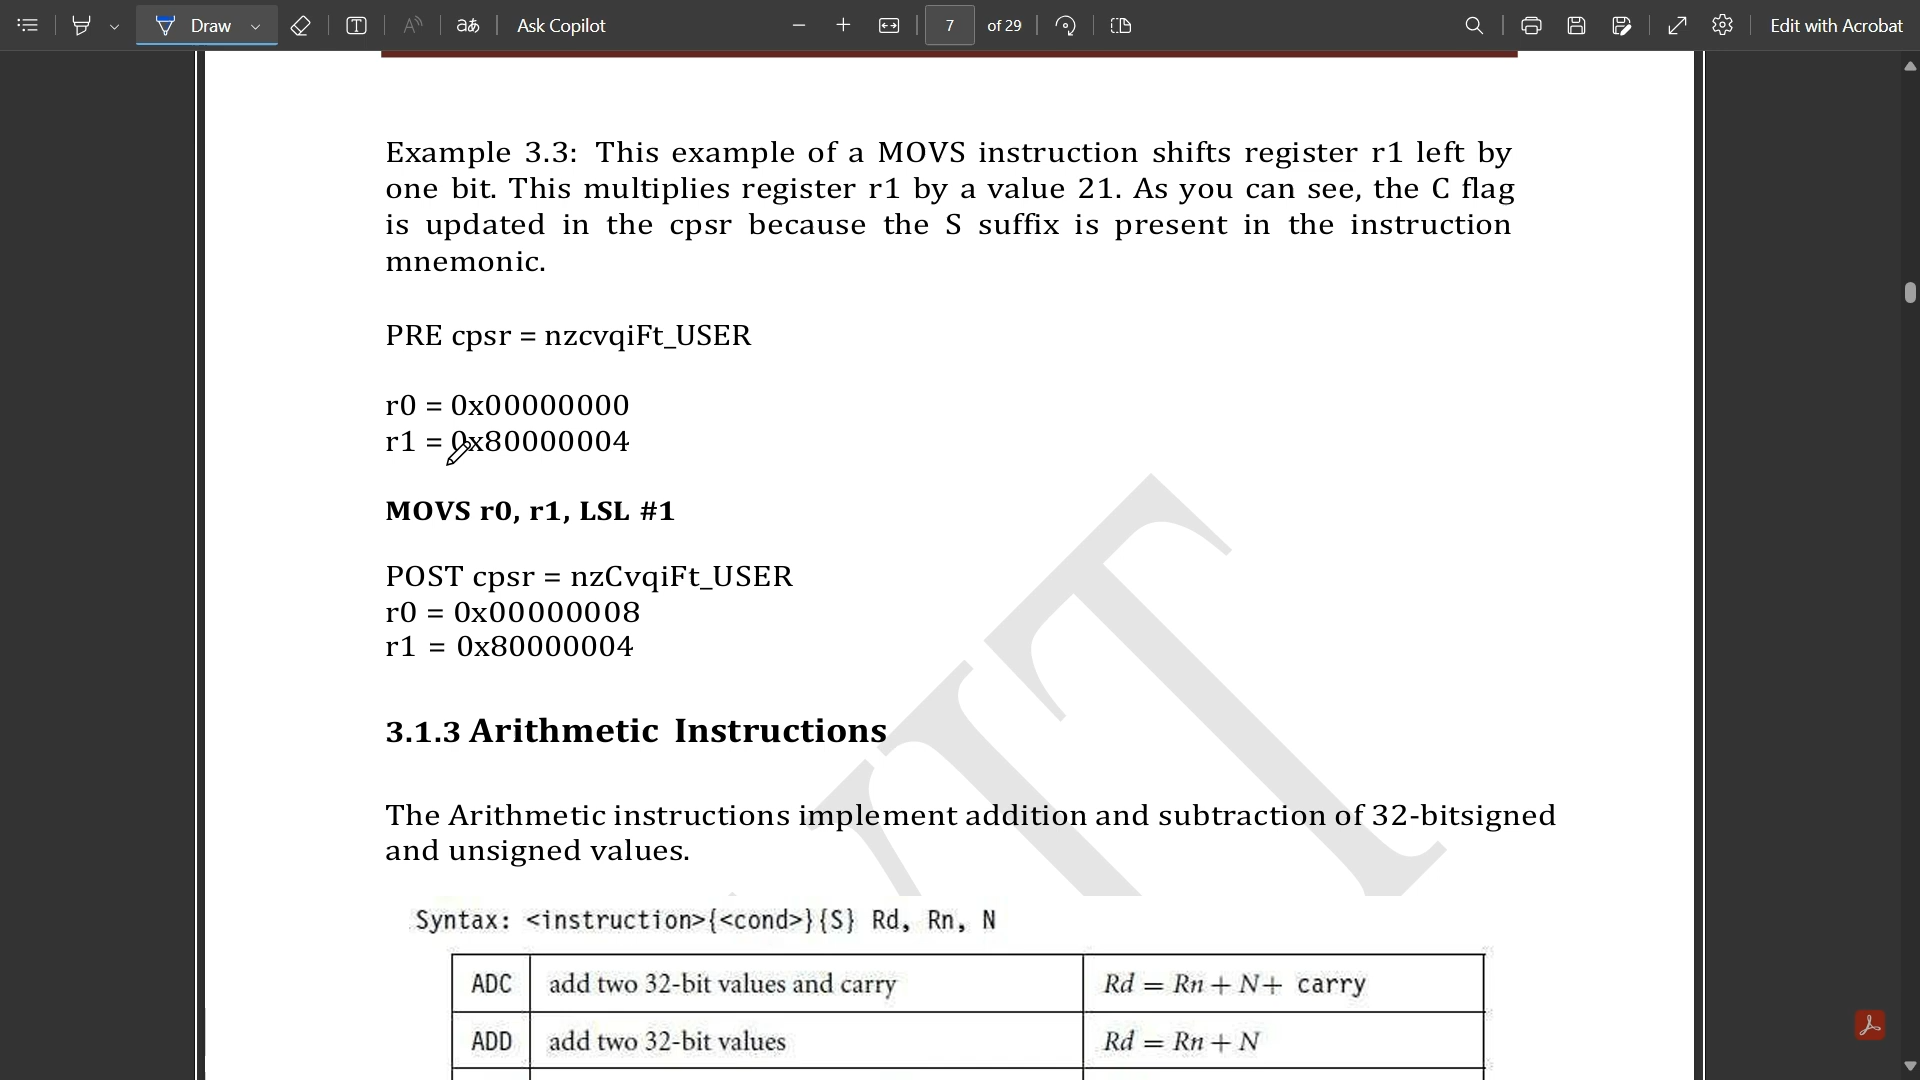 Draw
aあ
Ask Copilot
7 of 29
Edit with Acrobat
Example 3.3: This example of a MOVS instruction shifts register r1 left by
one bit. This multiplies register r1 by a value 21. As you can see, the C flag
is updated in the cpsr because the S suffix is present in the instruction
mnemonic.
PRE cpsr = nzcvqiFt_USER
r0 = 0x00000000
r1 = 0x80000004
MOVS r0, r1, LSL #1
POST cpsr = nzCvqiFt_USER
r0 = 0x00000008
r1 = 0x80000004
3.1.3 Arithmetic Instructions
The Arithmetic instructions implement addition and subtraction of 32-bitsigned
and unsigned values.
Syntax: <instruction>{<cond>}{S} Rd, Rn, N
ADC add two 32-bit values and carry Rd = Rn + N+ carry
ADD add two 32-bit values Rd = Rn + N